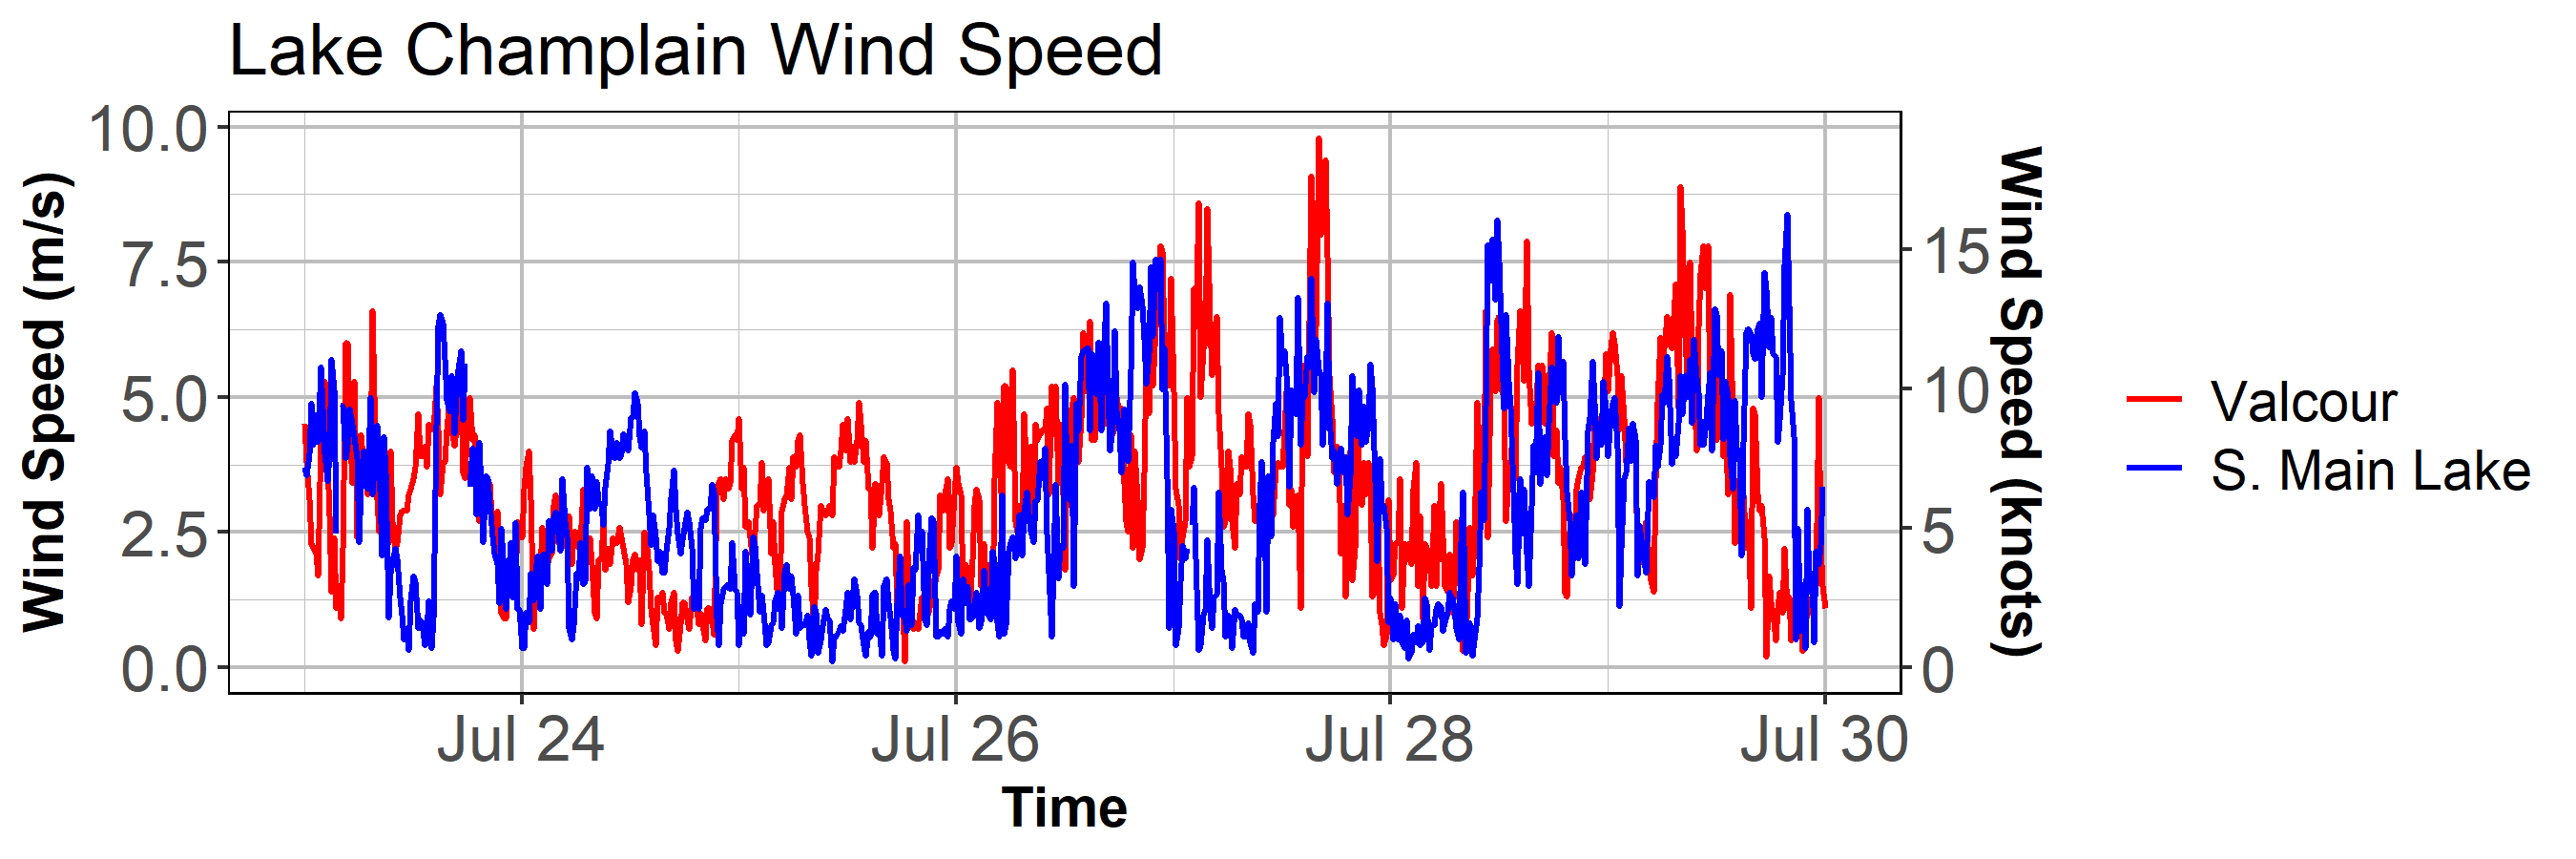 Lake Champlain Wind Speed
Wind Speed (m/s)
10.0
7.5
5.0
2.5
0.0
Jul 24
Jul 26
Jul 28
Jul 30
Time
15
10
5
0
Wind Speed (knots)
Valcour
S. Main Lake